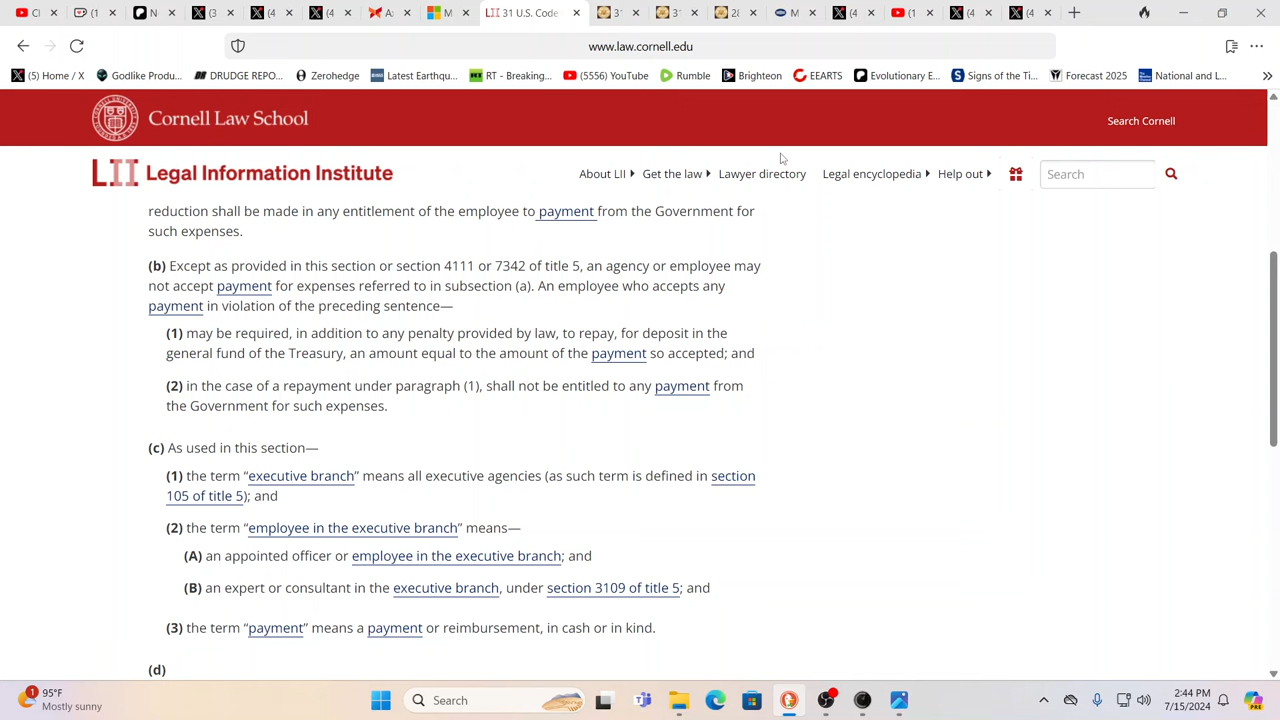 C
P
N
(3
(4
(4
A
M
31 U.S. Code
31
31
28
M
(4
(1
(4
(4
www.law.cornell.edu
(5) Home / X
Godlike Produ...
DRUDGE REPO...
Zerohedge
Latest Earthqu...
RT - Breaking...
(5556) YouTube
Rumble
Brighteon
EEARTS
Evolutionary E...
Signs of the Ti...
Forecast 2025
National and L...
Cornell Law School
Search Cornell
LII Legal Information Institute
About LII
Get the law
Lawyer directory
Legal encyclopedia
Help out
Search
reduction shall be made in any entitlement of the employee to payment from the Government for
such expenses.
(b) Except as provided in this section or section 4111 or 7342 of title 5, an agency or employee may
not accept payment for expenses referred to in subsection (a). An employee who accepts any
payment in violation of the preceding sentence—
(1) may be required, in addition to any penalty provided by law, to repay, for deposit in the
general fund of the Treasury, an amount equal to the amount of the payment so accepted; and
(2) in the case of a repayment under paragraph (1), shall not be entitled to any payment from
the Government for such expenses.
(c) As used in this section—
(1) the term “executive branch” means all executive agencies (as such term is defined in section
105 of title 5); and
(2) the term “employee in the executive branch” means—
(A) an appointed officer or employee in the executive branch; and
(B) an expert or consultant in the executive branch, under section 3109 of title 5; and
(3) the term “payment” means a payment or reimbursement, in cash or in kind.
(d)
1
95°F
Mostly sunny
Search
2:44 PM
7/15/2024